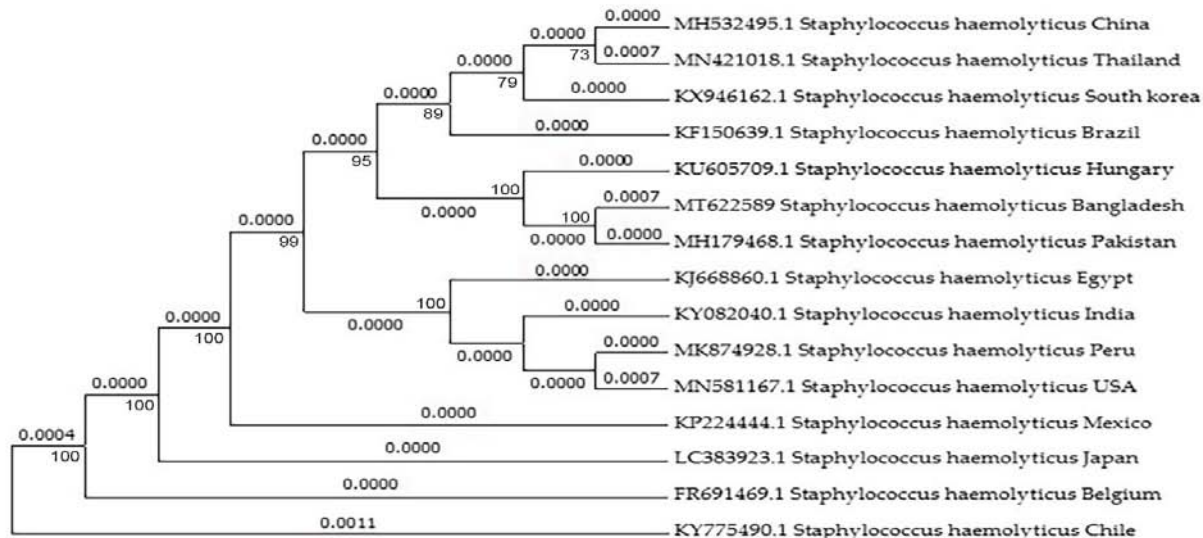 0.0000
MH532495.1 Staphylococcus haemolyticus China
0.0000
73
0.0007
MN421018.1 Staphylococcus haemolyticus Thailand
0.0000
79
0.0000
KX946162.1 Staphylococcus haemolyticus South korea
0.0000
89
0.0000
KF150639.1 Staphylococcus haemolyticus Brazil
0.0000
95
0.0000
KU605709.1 Staphylococcus haemolyticus Hungary
100
0.0000
0.0007
MT622589 Staphylococcus haemolyticus Bangladesh
100
0.0000
0.0000
MH179468.1 Staphylococcus haemolyticus Pakistan
0.0000
99
0.0000
KJ668860.1 Staphylococcus haemolyticus Egypt
100
0.0000
0.0000
KY082040.1 Staphylococcus haemolyticus India
0.0000
0.0000
MK874928.1 Staphylococcus haemolyticus Peru
0.0000
0.0007
MN581167.1 Staphylococcus haemolyticus USA
0.0000
100
0.0000
KP224444.1 Staphylococcus haemolyticus Mexico
0.0000
100
0.0000
LC383923.1 Staphylococcus haemolyticus Japan
0.0004
100
0.0000
FR691469.1 Staphylococcus haemolyticus Belgium
0.0011
KY775490.1 Staphylococcus haemolyticus Chile